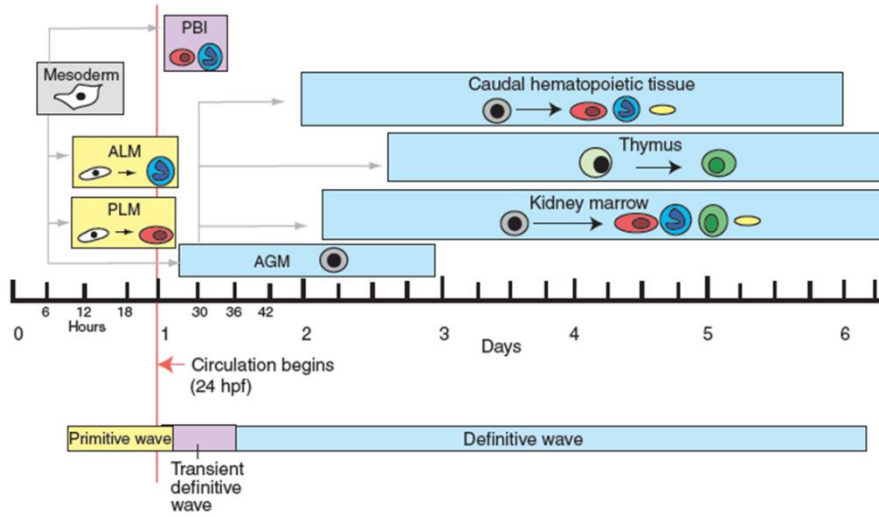 PBI
Mesoderm
Caudal hematopoietic tissue
ALM
Thymus
PLM
Kidney marrow
AGM
0 6 12 18 1 30 36 42 2 3 4 5 6
Hours
Days
Circulation begins
(24 hpf)
Primitive wave
Definitive wave
Transient
definitive
wave